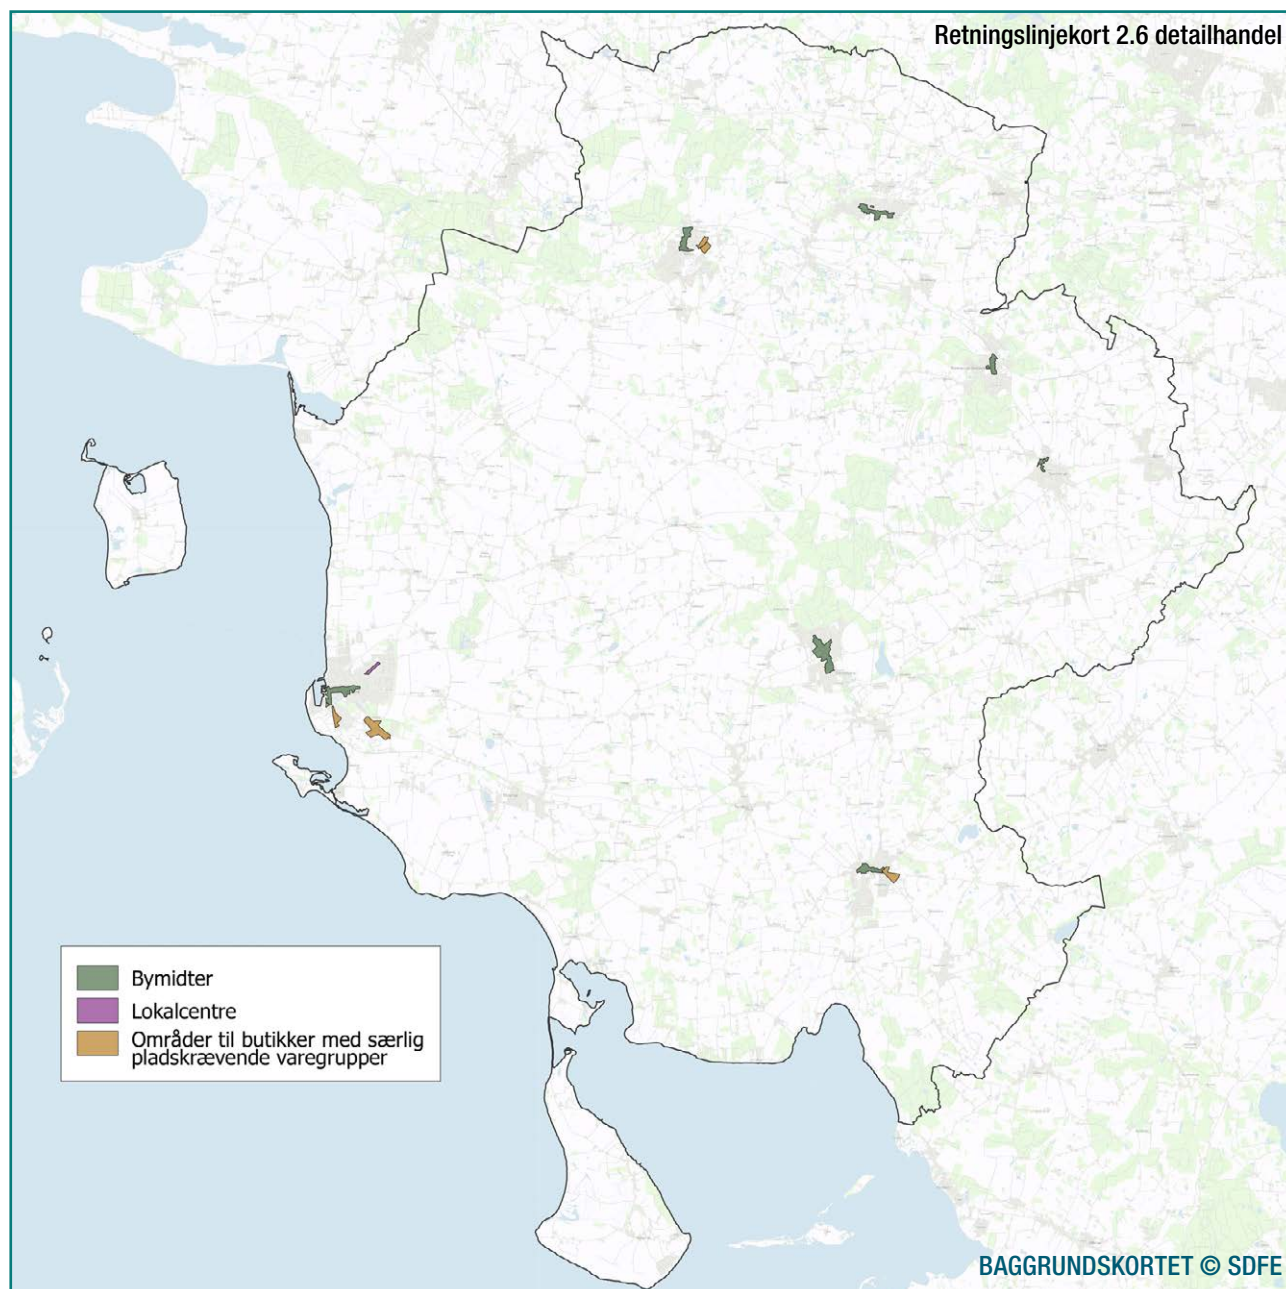 Retningslinjekort 2.6 detailhandel
Bymidter
Lokalcentre
Områder til butikker med særlig
pladskrævende varegrupper
BAGGRUNDSKORTET © SDFE